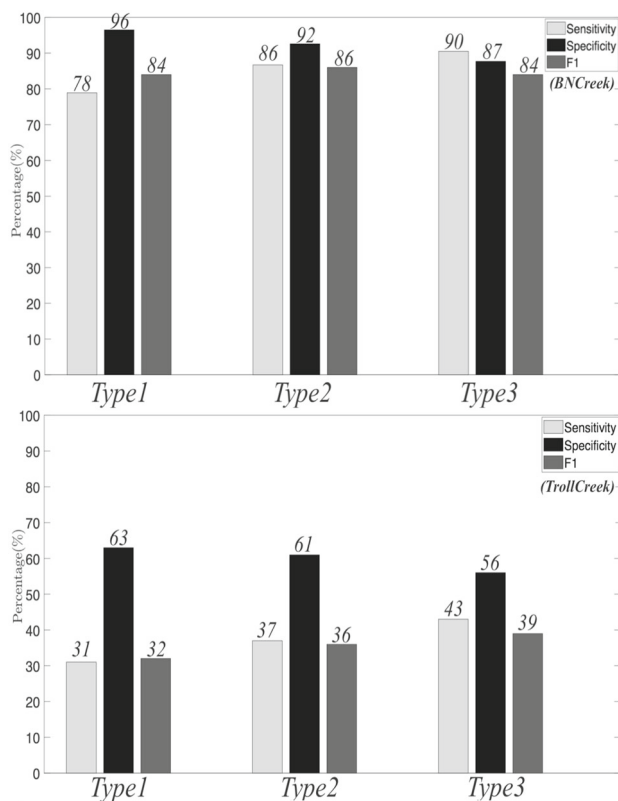 100
90
80
70
60
50
40
30
20
10
0
Percentage(%)
78
96
84
86
92
86
90
87
84
Type1
Type2
Type3
Sensitivity
Specificity
F1
(BNCreek)
100
90
80
70
60
50
40
30
20
10
0
Percentage(%)
31
63
32
37
61
36
43
56
39
Type1
Type2
Type3
Sensitivity
Specificity
F1
(TrollCreek)